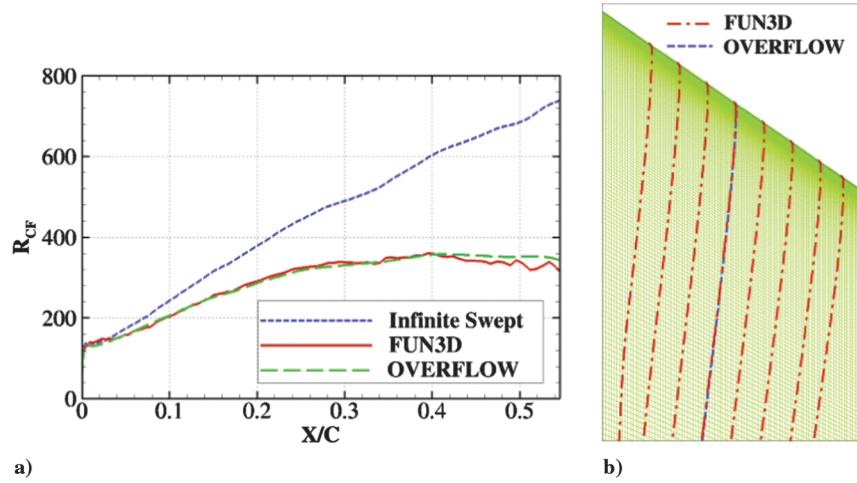 800
600
400
200
0
R_CF
0
0.1
0.2
0.3
0.4
0.5
X/C
Infinite Swept
FUN3D
OVERFLOW
a)
FUN3D
OVERFLOW
b)